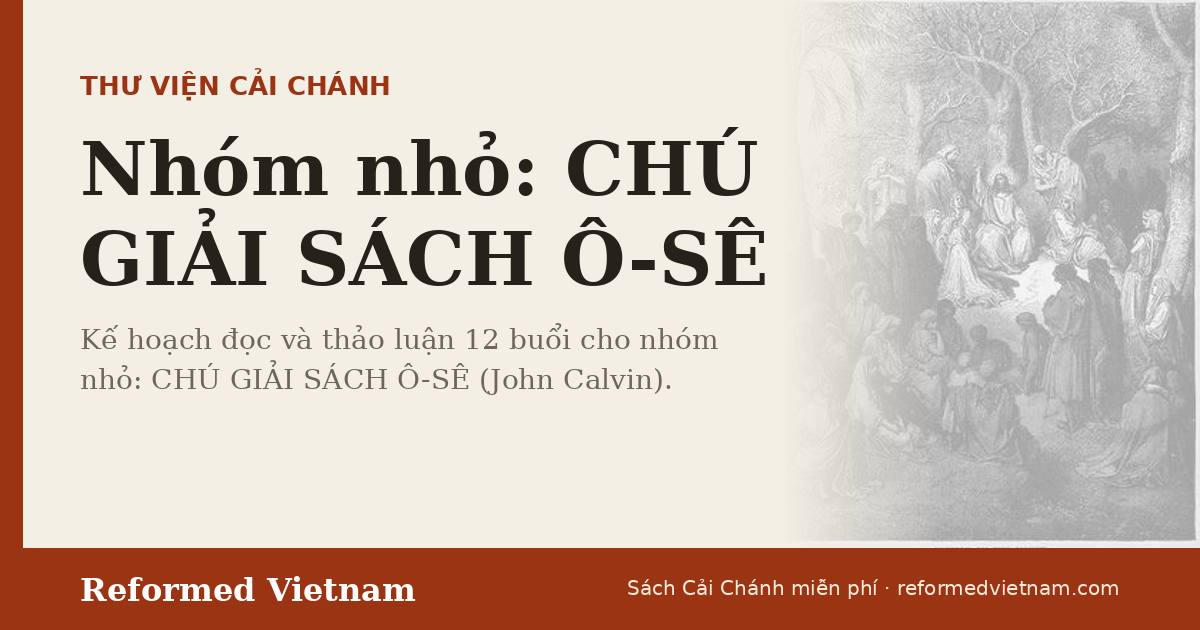 THƯ VIỆN CẢI CHÁNH
Nhóm nhỏ: CHÚ
GIẢI SÁCH Ô-SÊ
Kế hoạch đọc và thảo luận 12 buổi cho nhóm
nhỏ: CHÚ GIẢI SÁCH Ô-SÊ (John Calvin).
Reformed Vietnam
Sách Cải Chánh miễn phí · reformedvietnam.com